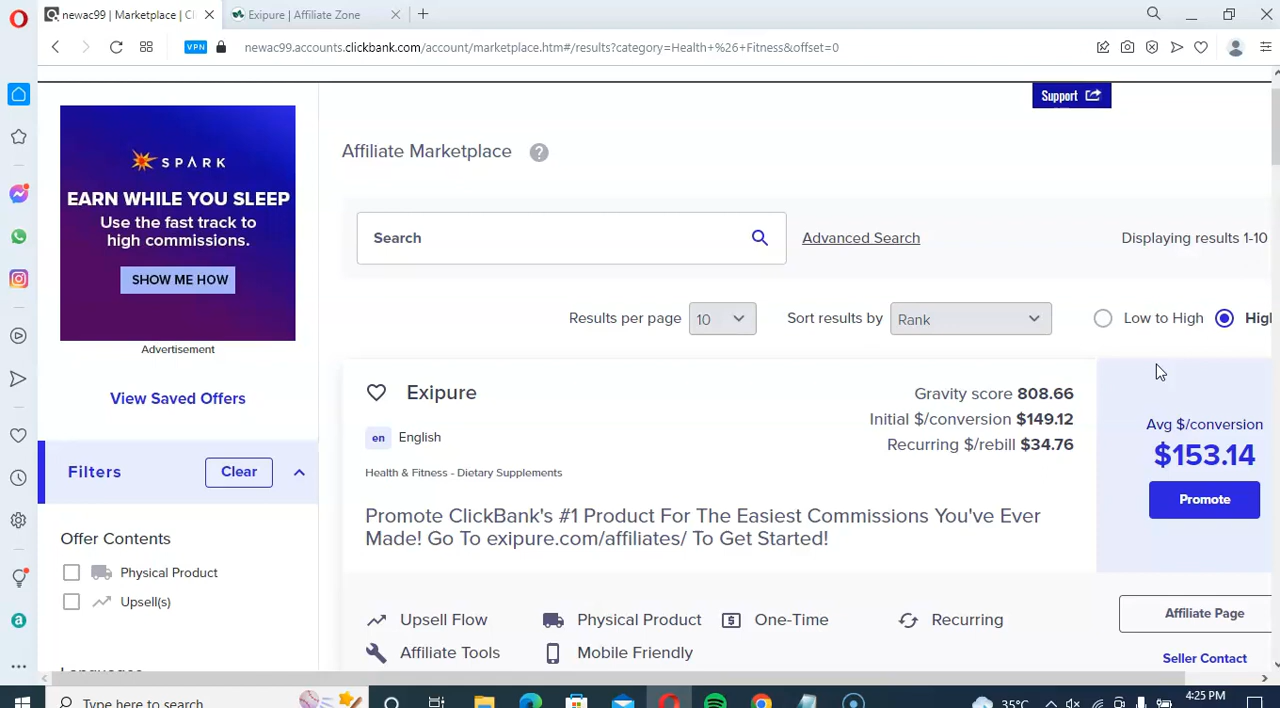 newac99 | Marketplace | Cl
Exipure | Affiliate Zone
VPN
newac99.accounts.clickbank.com/account/marketplace.htm#/results?category=Health+%26+Fitness&offset=0
Support
SPARK
EARN WHILE YOU SLEEP
Use the fast track to
high commissions.
SHOW ME HOW
Advertisement
View Saved Offers
Filters
Clear
Offer Contents
Physical Product
Upsell(s)
Affiliate Marketplace
?
Search
Advanced Search
Displaying results 1-10
Results per page
10
Sort results by
Rank
Low to High
High
Exipure
en
English
Health & Fitness - Dietary Supplements
Gravity score 808.66
Initial $/conversion $149.12
Recurring $/rebill $34.76
Avg $/conversion
$153.14
Promote
Promote ClickBank's #1 Product For The Easiest Commissions You've Ever
Made! Go To exipure.com/affiliates/ To Get Started!
Upsell Flow
Physical Product
One-Time
Recurring
Affiliate Tools
Mobile Friendly
Affiliate Page
Seller Contact
Type here to search
35°C
4:25 PM